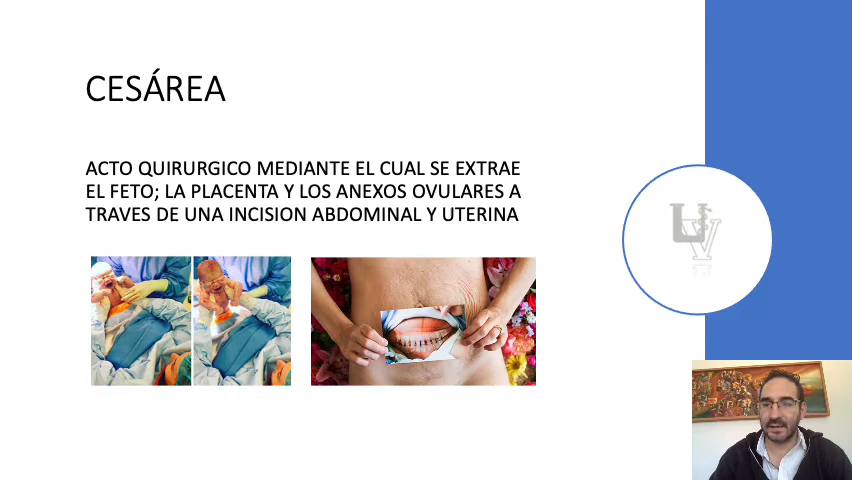 CESÁREA
ACTO QUIRURGICO MEDIANTE EL CUAL SE EXTRAE
EL FETO; LA PLACENTA Y LOS ANEXOS OVULARES A
TRAVES DE UNA INCISION ABDOMINAL Y UTERINA
UV